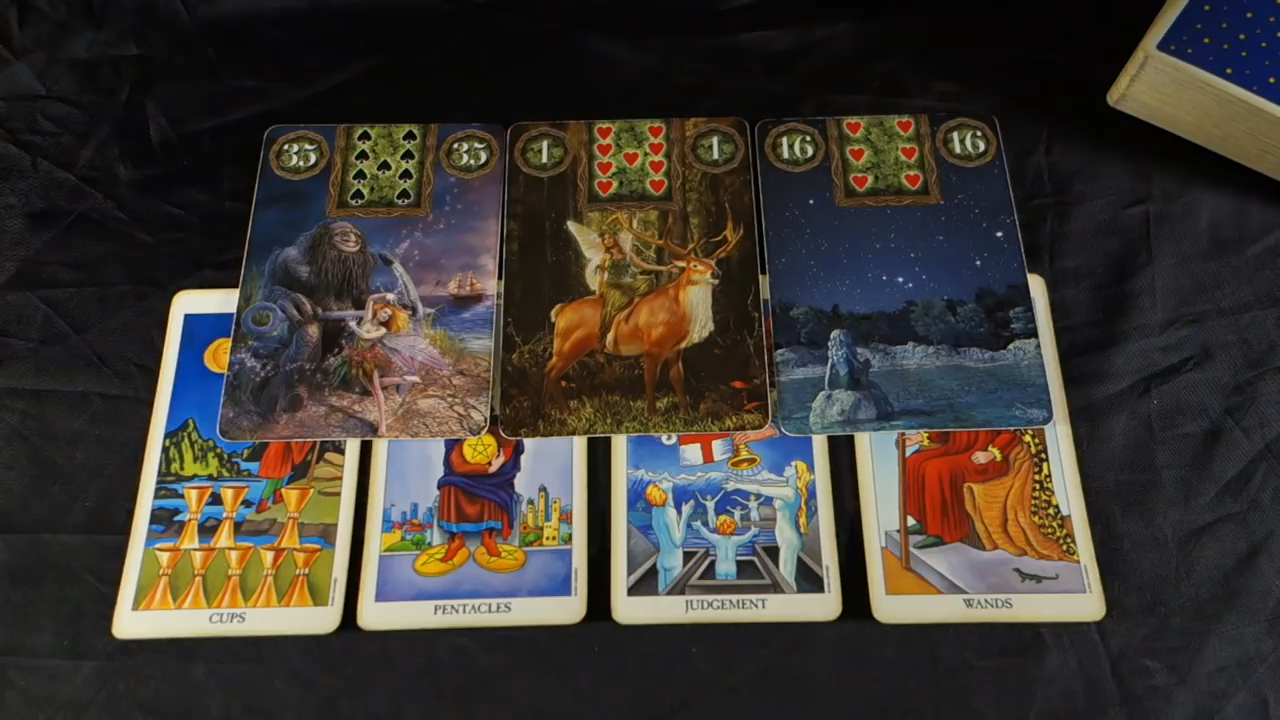 35 35
1 1
16 16
CUPS
PENTACLES
JUDGEMENT
WANDS